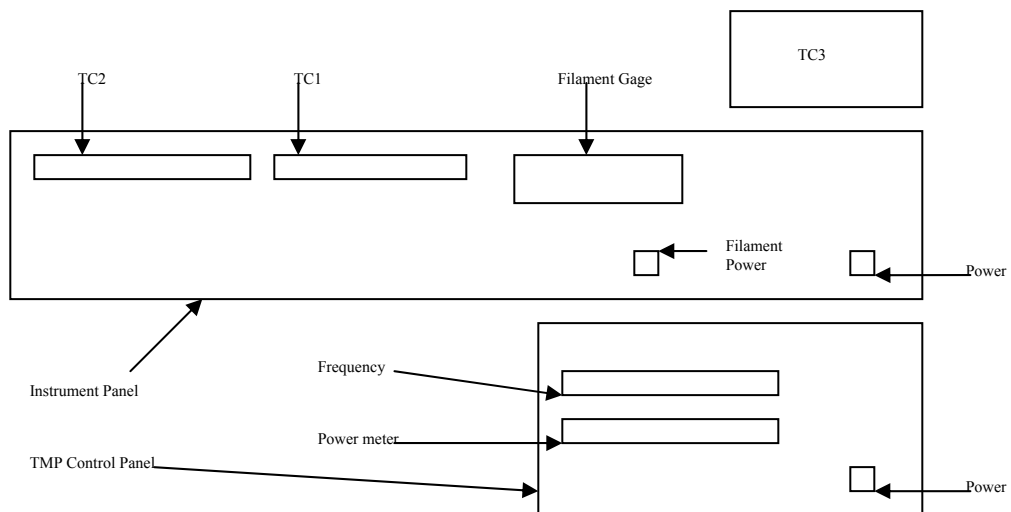 TC3
TC2
TC1
Filament Gage
Filament
Power
Power
Frequency
Instrument Panel
Power meter
TMP Control Panel
Power